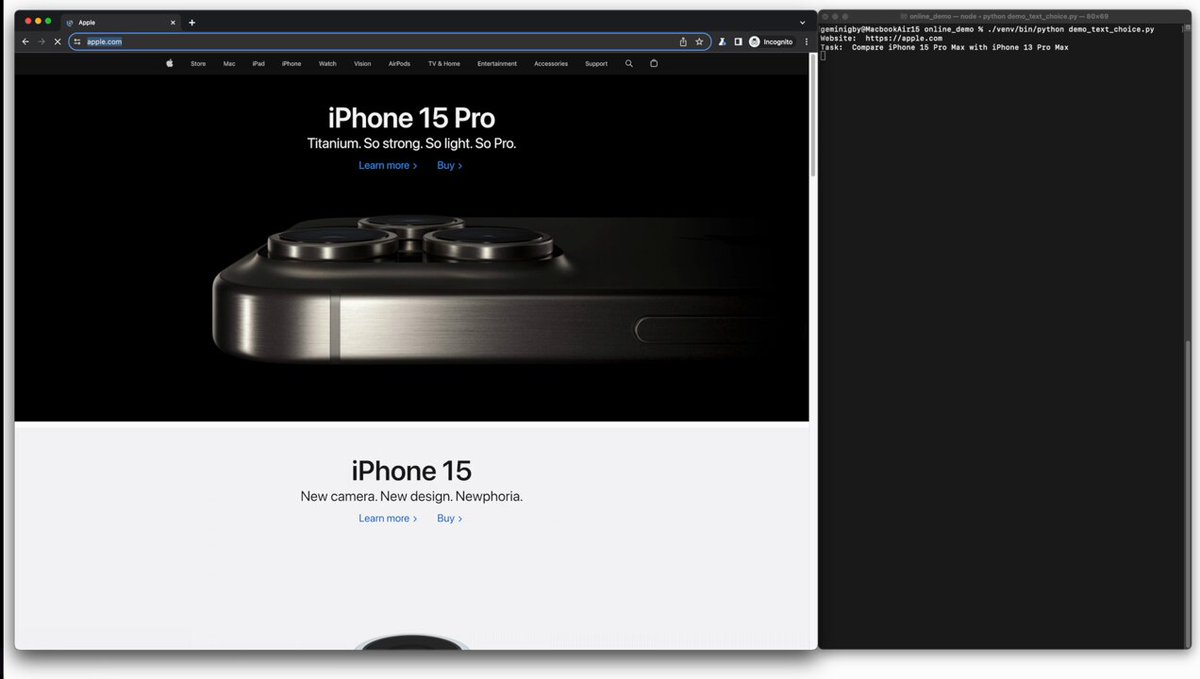 Apple
apple.com
Incognito
Store Mac iPad iPhone Watch Vision AirPods TV & Home Entertainment Accessories Support
iPhone 15 Pro
Titanium. So strong. So light. So Pro.
Learn more > Buy >
iPhone 15
New camera. New design. Newphoria.
Learn more > Buy >
online_demo — node - python demo_text_choice.py — 80×69
geminigby@MacbookAir15 online_demo % ./venv/bin/python demo_text_choice.py
Website: https://apple.com
Task: Compare iPhone 15 Pro Max with iPhone 13 Pro Max